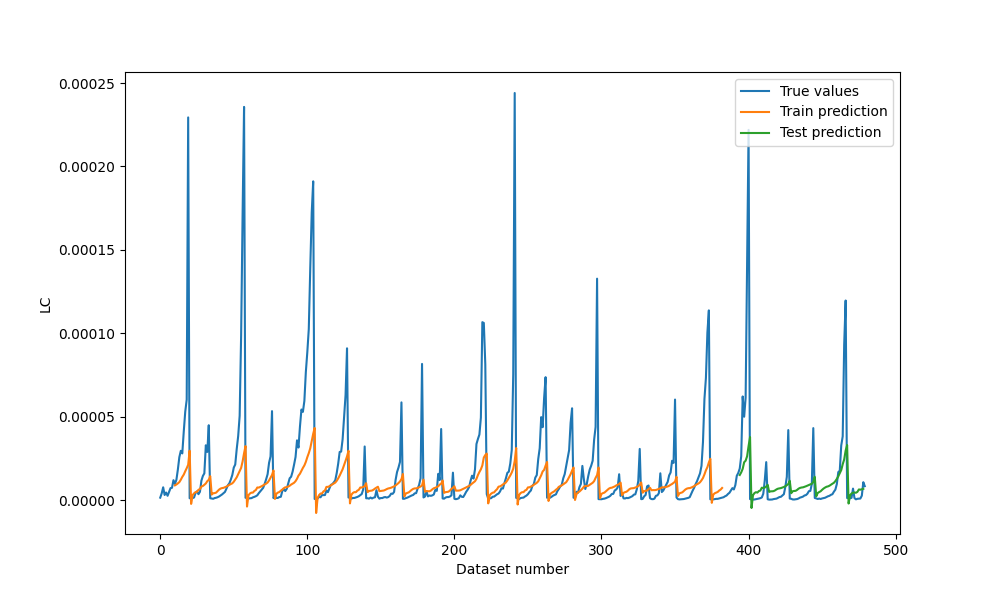 True values
Train prediction
Test prediction
0.00025
0.00020
0.00015
0.00010
0.00005
0.00000
LC
0
100
200
300
400
500
Dataset number